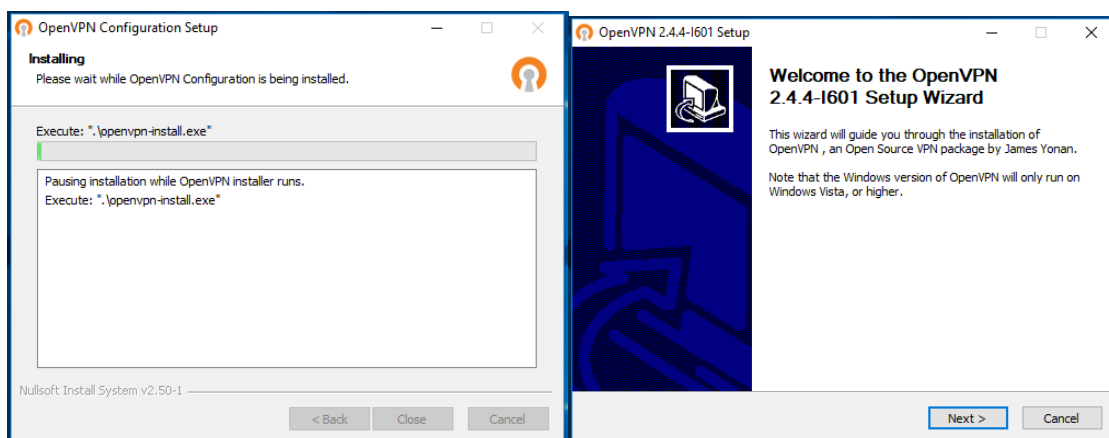 OpenVPN Configuration Setup
Installing
Please wait while OpenVPN Configuration is being installed.
Execute: ".\openvpn-install.exe"
Pausing installation while OpenVPN installer runs.
Execute: ".\openvpn-install.exe"
Nullsoft Install System v2.50-1
< Back Close Cancel
OpenVPN 2.4.4-I601 Setup
Welcome to the OpenVPN
2.4.4-I601 Setup Wizard
This wizard will guide you through the installation of
OpenVPN , an Open Source VPN package by James Yonan.
Note that the Windows version of OpenVPN will only run on
Windows Vista, or higher.
Next > Cancel